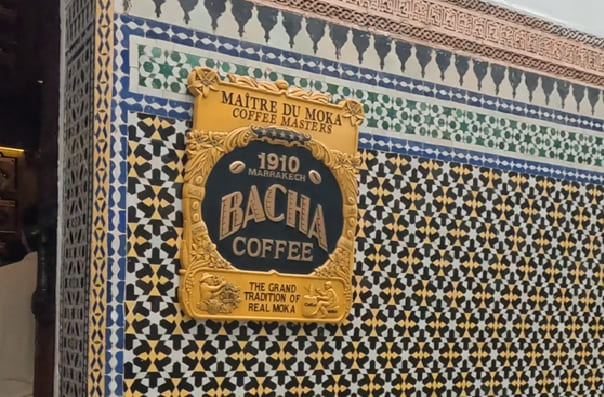 MAÎTRE DU MOKA
COFFEE MASTERS
1910
MARRAKECH
BACHA
COFFEE
THE GRAND
TRADITION OF
REAL MOKA